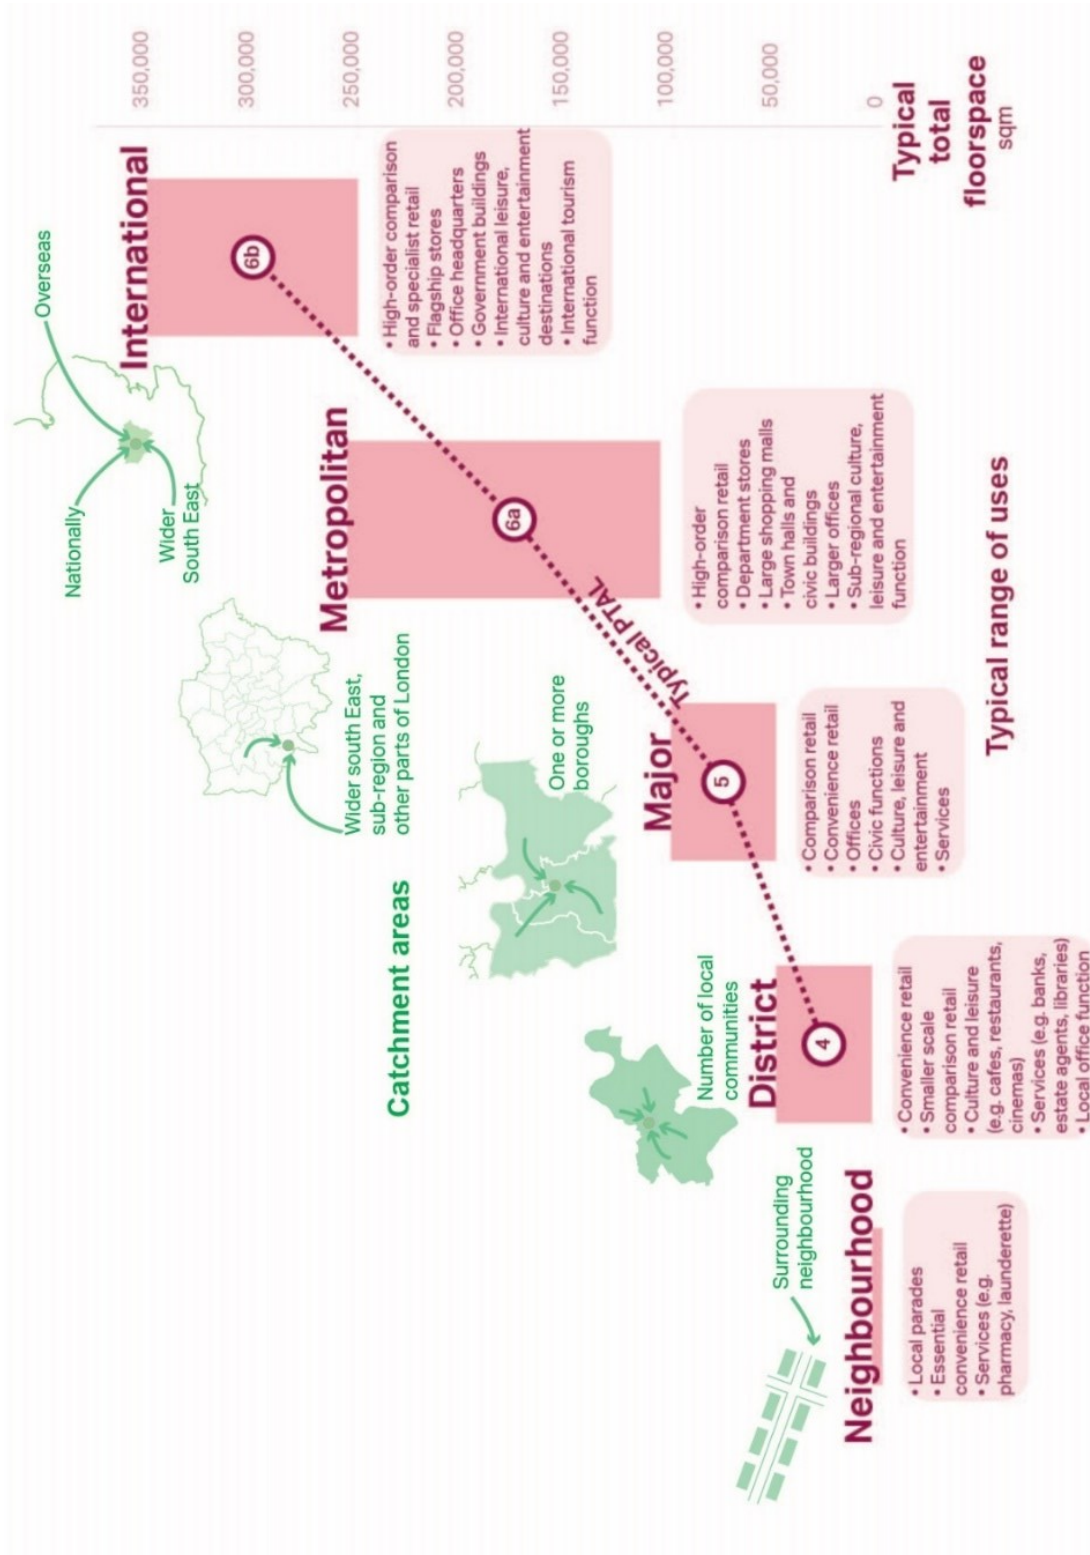 Neighbourhood
Surrounding
neighbourhood
• Local parades
• Essential
convenience retail
• Services (e.g.
pharmacy, launderette)
District
Number of local
communities
4
• Convenience retail
• Smaller scale
comparison retail
• Culture and leisure
(e.g. cafes, restaurants,
cinemas)
• Services (e.g. banks,
estate agents, libraries)
• Local office function
Catchment areas
Major
One or more
boroughs
5
• Comparison retail
• Convenience retail
• Offices
• Civic functions
• Culture, leisure and
entertainment
• Services
Typical PTAL
Metropolitan
Wider south East,
sub-region and
other parts of London
6a
• High-order
comparison retail
• Department stores
• Large shopping malls
• Town halls and
civic buildings
• Larger offices
• Sub-regional culture,
leisure and entertainment
function
International
Nationally
Overseas
Wider
South East
6b
• High-order comparison
and specialist retail
• Flagship stores
• Office headquarters
• Government buildings
• International leisure,
culture and entertainment
destinations
• International tourism
function
Typical range of uses
350,000
300,000
250,000
200,000
150,000
100,000
50,000
0
Typical
total
floorspace
sqm